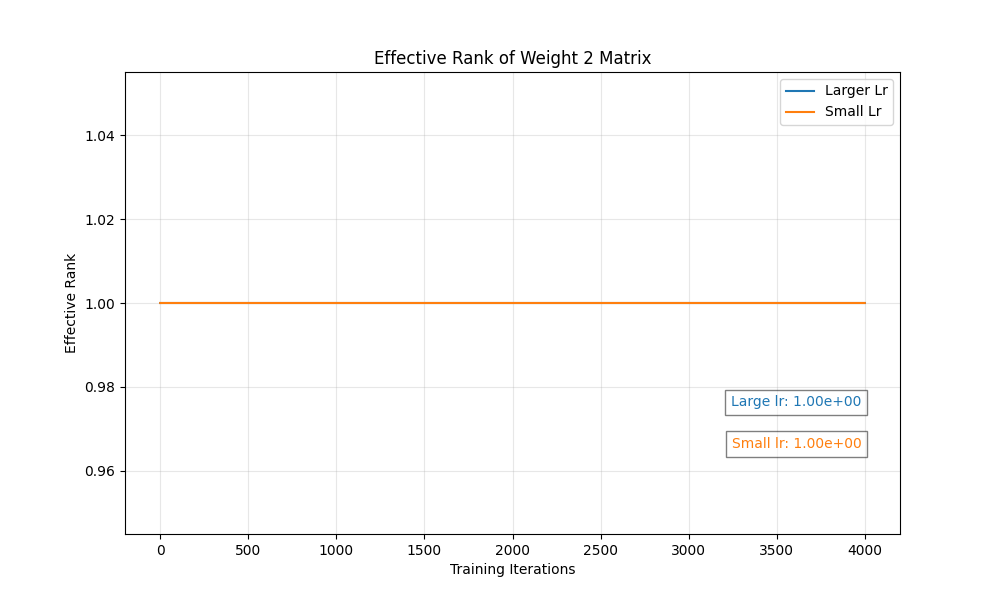 Effective Rank of Weight 2 Matrix
Larger Lr
Small Lr
1.04
1.02
1.00
0.98
0.96
Effective Rank
Large lr: 1.00e+00
Small lr: 1.00e+00
0 500 1000 1500 2000 2500 3000 3500 4000
Training Iterations